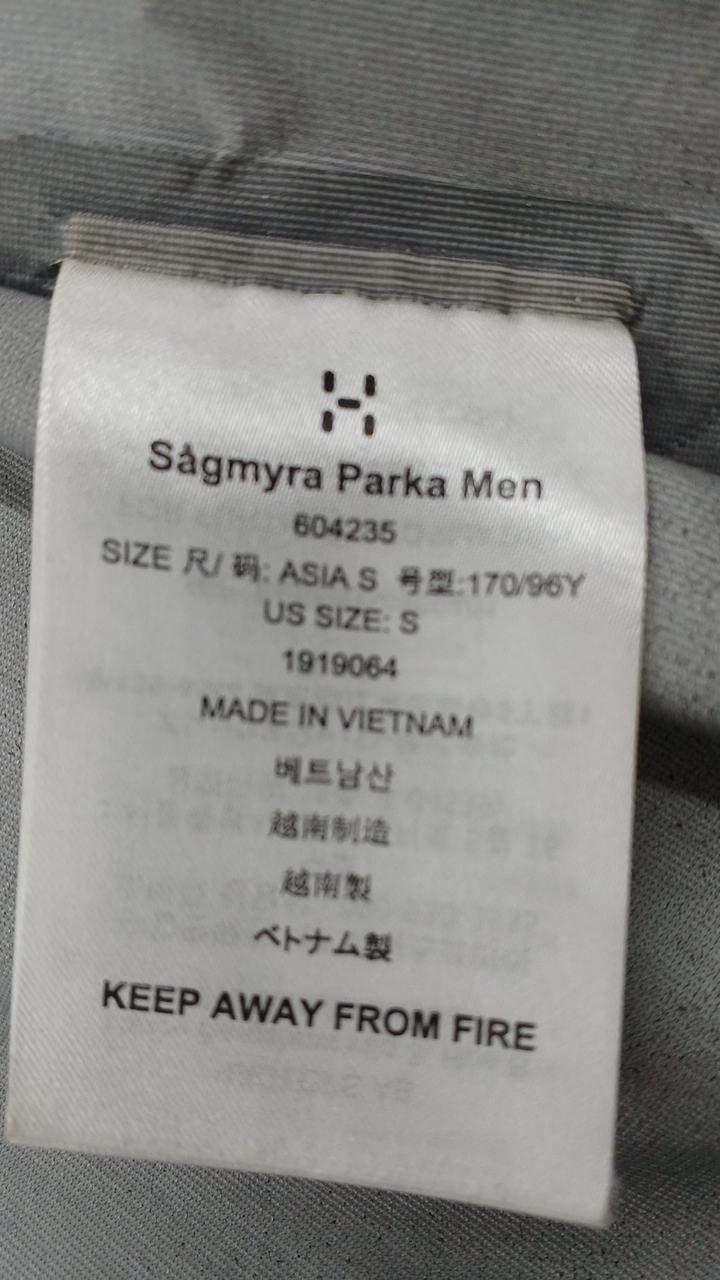 Sågmyra Parka Men
604235
SIZE 尺/ 码: ASIA S 号型:170/96Y
US SIZE: S
1919064
MADE IN VIETNAM
베트남산
越南制造
越南製
ベトナム製
KEEP AWAY FROM FIRE